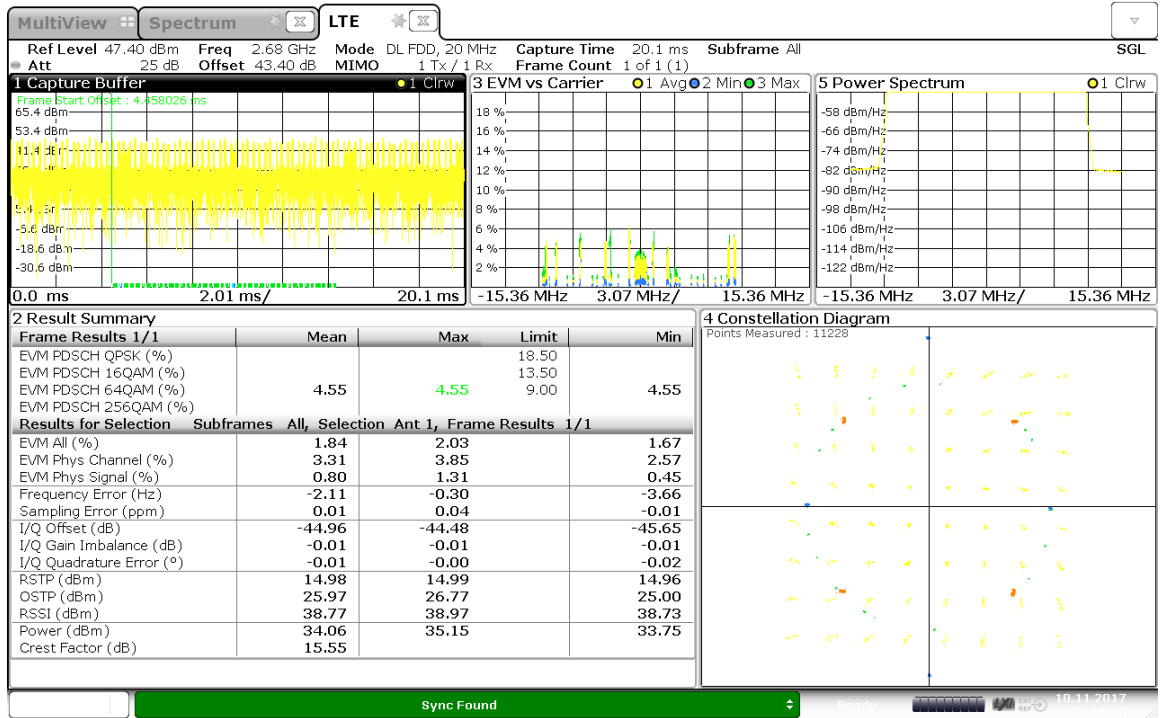 MultiView Spectrum LTE
Ref Level 47.40 dBm Freq 2.68 GHz Mode DL FDD, 20 MHz Capture Time 20.1 ms Subframe All SGL
Att 25 dB Offset 43.40 dB MIMO 1 Tx / 1 Rx Frame Count 1 of 1 (1)
1 Capture Buffer 1 Clrw
Frame Start Offset : 4.458026 ms
65.4 dBm
53.4 dBm
41.4 dBm
-5.6 dBm
-18.6 dBm
-30.6 dBm
0.0 ms 2.01 ms/ 20.1 ms
3 EVM vs Carrier 1 Avg 2 Min 3 Max
18 %
16 %
14 %
12 %
10 %
8 %
6 %
4 %
2 %
-15.36 MHz 3.07 MHz/ 15.36 MHz
5 Power Spectrum 1 Clrw
-58 dBm/Hz
-66 dBm/Hz
-74 dBm/Hz
-82 dBm/Hz
-90 dBm/Hz
-98 dBm/Hz
-106 dBm/Hz
-114 dBm/Hz
-122 dBm/Hz
-15.36 MHz 3.07 MHz/ 15.36 MHz
2 Result Summary
Frame Results 1/1 Mean Max Limit Min
EVM PDSCH QPSK (%) 18.50
EVM PDSCH 16QAM (%) 13.50
EVM PDSCH 64QAM (%) 4.55 4.55 9.00 4.55
EVM PDSCH 256QAM (%)
Results for Selection Subframes All, Selection Ant 1, Frame Results 1/1
EVM All (%) 1.84 2.03 1.67
EVM Phys Channel (%) 3.31 3.85 2.57
EVM Phys Signal (%) 0.80 1.31 0.45
Frequency Error (Hz) -2.11 -0.30 -3.66
Sampling Error (ppm) 0.01 0.04 -0.01
I/Q Offset (dB) -44.96 -44.48 -45.65
I/Q Gain Imbalance (dB) -0.01 -0.01 -0.01
I/Q Quadrature Error (º) -0.01 -0.00 -0.02
RSTP (dBm) 14.98 14.99 14.96
OSTP (dBm) 25.97 26.77 25.00
RSSI (dBm) 38.77 38.97 38.73
Power (dBm) 34.06 35.15 33.75
Crest Factor (dB) 15.55
4 Constellation Diagram
Points Measured : 11228
Sync Found Ready LXI 10.11.2017